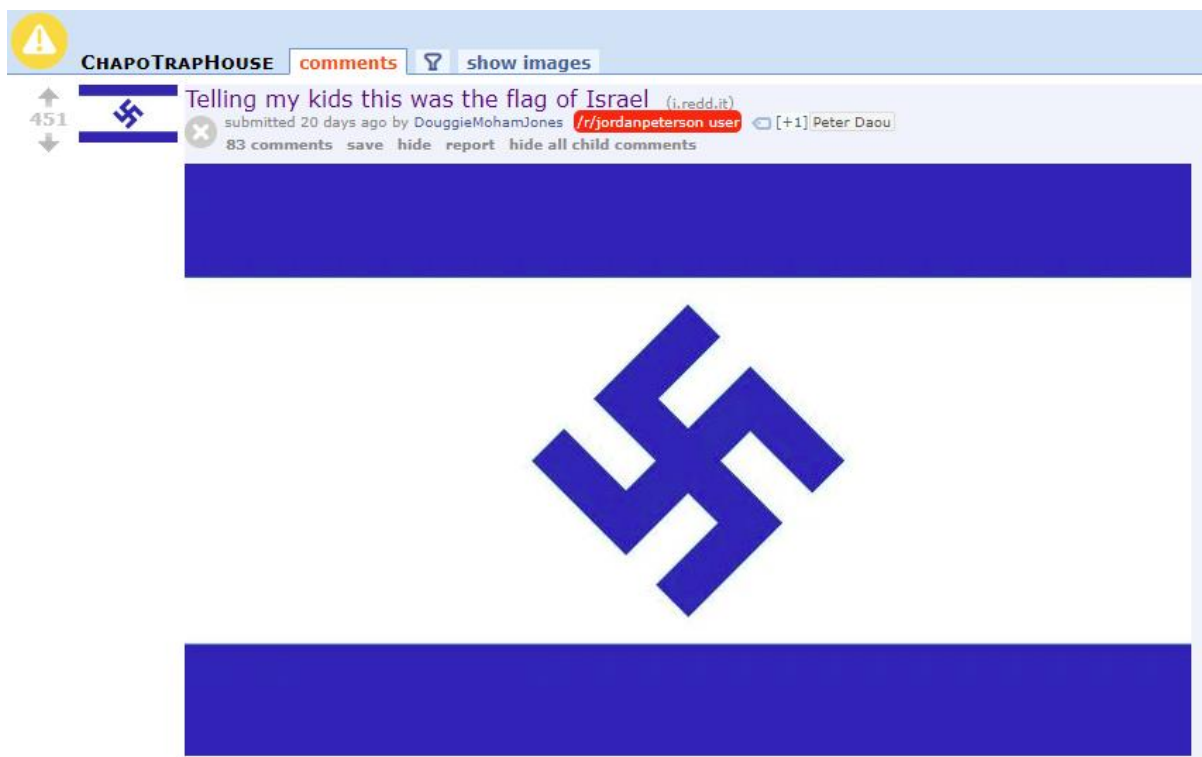 CHAPOTRAPHOUSE comments show images
Telling my kids this was the flag of Israel (i.redd.it)
451
submitted 20 days ago by DouggieMohamJones /r/jordanpeterson user [+1] Peter Daou
83 comments save hide report hide all child comments